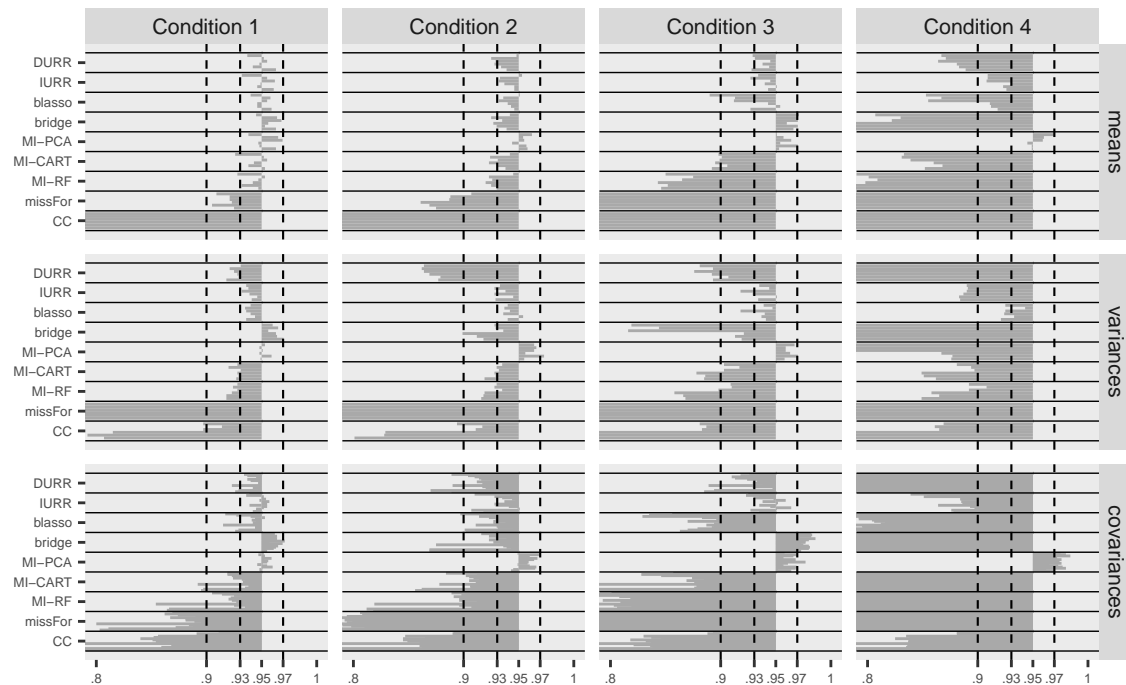 Condition 1 Condition 2 Condition 3 Condition 4
DURR
IURR
blasso
bridge
MI−PCA
MI−CART
MI−RF
missFor
CC
means
DURR
IURR
blasso
bridge
MI−PCA
MI−CART
MI−RF
missFor
CC
variances
DURR
IURR
blasso
bridge
MI−PCA
MI−CART
MI−RF
missFor
CC
covariances
.8 .9 .93 .95 .97 1 .8 .9 .93 .95 .97 1 .8 .9 .93 .95 .97 1 .8 .9 .93 .95 .97 1